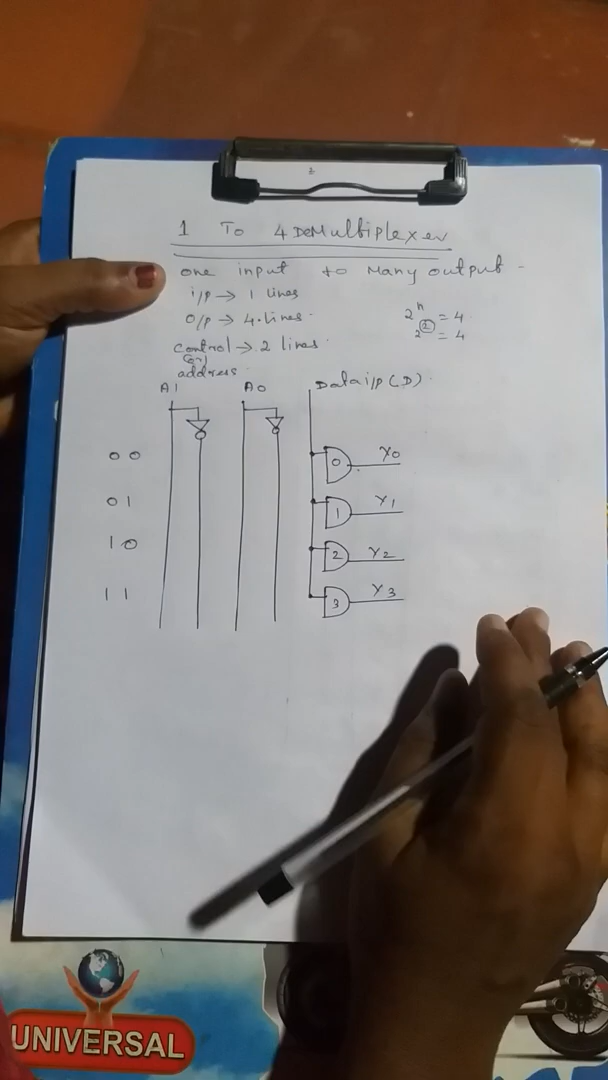 1 To 4 DeMultiplexer
one input to Many output -
i/p → 1 lines
o/p → 4 lines
2^n = 4
control → 2 lines
2^2 = 4
(or)
address
A1 A0 Data i/p (D)
0 0
0 Y0
0 1
1 Y1
1 0
2 Y2
1 1
3 Y3
UNIVERSAL